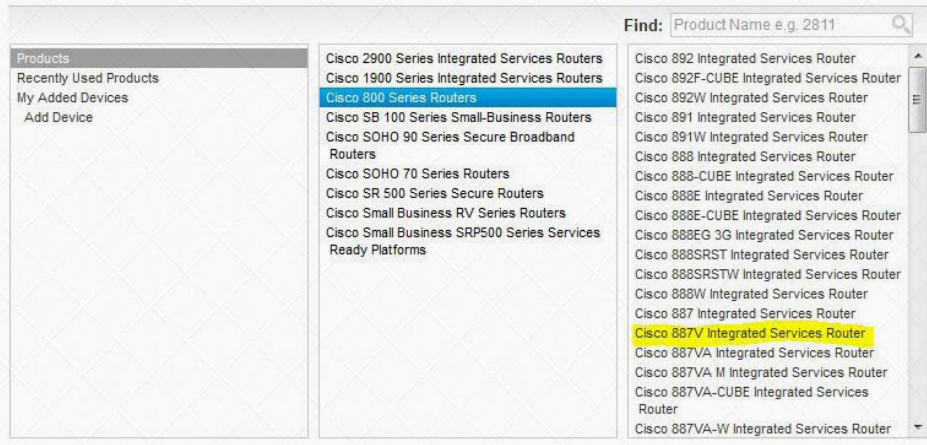 Find: Product Name e.g. 2811
Products
Recently Used Products
My Added Devices
Add Device
Cisco 2900 Series Integrated Services Routers
Cisco 1900 Series Integrated Services Routers
Cisco 800 Series Routers
Cisco SB 100 Series Small-Business Routers
Cisco SOHO 90 Series Secure Broadband
Routers
Cisco SOHO 70 Series Routers
Cisco SR 500 Series Secure Routers
Cisco Small Business RV Series Routers
Cisco Small Business SRP500 Series Services
Ready Platforms
Cisco 892 Integrated Services Router
Cisco 892F-CUBE Integrated Services Router
Cisco 892W Integrated Services Router
Cisco 891 Integrated Services Router
Cisco 891W Integrated Services Router
Cisco 888 Integrated Services Router
Cisco 888-CUBE Integrated Services Router
Cisco 888E Integrated Services Router
Cisco 888E-CUBE Integrated Services Router
Cisco 888EG 3G Integrated Services Router
Cisco 888SRST Integrated Services Router
Cisco 888SRSTW Integrated Services Router
Cisco 888W Integrated Services Router
Cisco 887 Integrated Services Router
Cisco 887V Integrated Services Router
Cisco 887VA Integrated Services Router
Cisco 887VA M Integrated Services Router
Cisco 887VA-CUBE Integrated Services
Router
Cisco 887VA-W Integrated Services Router